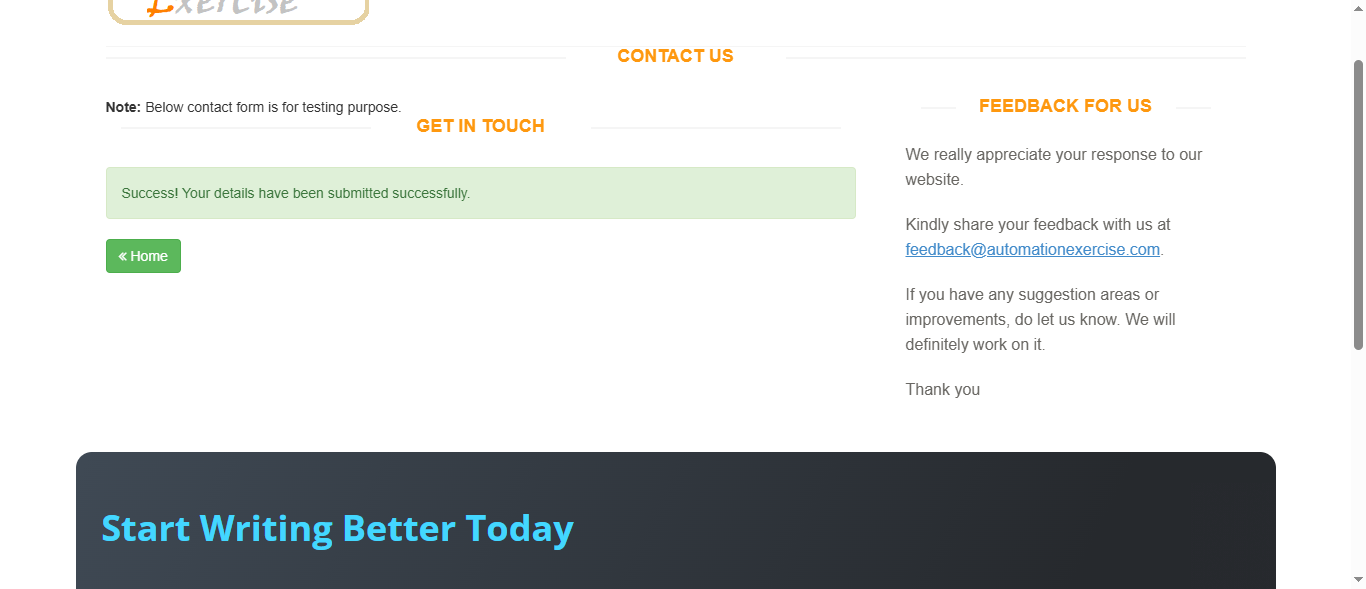 Exercise
CONTACT US
Note: Below contact form is for testing purpose.
GET IN TOUCH
Success! Your details have been submitted successfully.
« Home
FEEDBACK FOR US
We really appreciate your response to our
website.
Kindly share your feedback with us at
feedback@automationexercise.com.
If you have any suggestion areas or
improvements, do let us know. We will
definitely work on it.
Thank you
Start Writing Better Today